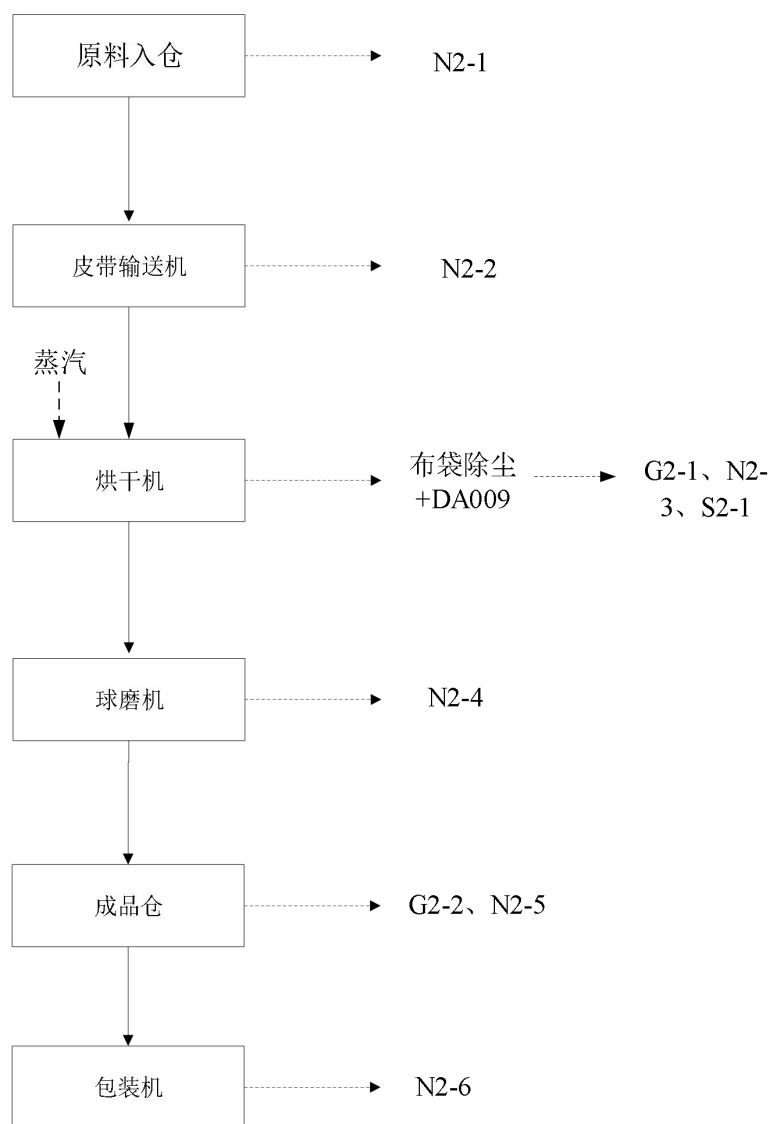 原料入仓
N2-1
皮带输送机
N2-2
蒸汽
烘干机
布袋除尘
+DA009
G2-1、N2-
3、S2-1
球磨机
N2-4
成品仓
G2-2、N2-5
包装机
N2-6